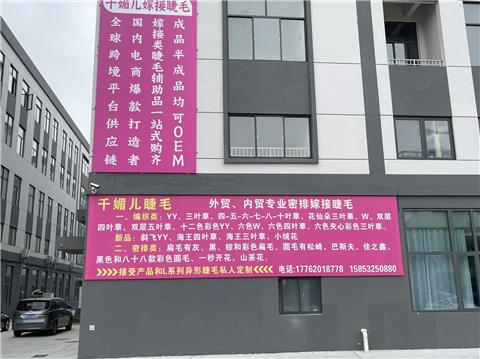 千媚儿嫁接睫毛
成品半成品均可OEM
嫁接类睫毛辅助品一站式购齐
国内电商爆款打造者
全球跨境平台供应链
千媚儿睫毛
外贸、内贸专业密排嫁接睫毛
一、编织类：YY、三叶草、四-五-六-七-八-十叶草、花仙朵三叶草、W、双层
四叶草、双层五叶草、十二色彩色YY、六色W、六色四叶草、六色夹心彩色三叶草。
新品：斜飞YY、海王四叶草、海王三叶草、小绒花
二、密排类：扁毛有灰、黑、棕和彩色扁毛，圆毛有松崎、巴斯夫、佳之鑫、
黑色和八十八款彩色圆毛、一秒开花、山茶花。
接受产品和L系列异形睫毛私人定制
电话:17762018778 15853250880